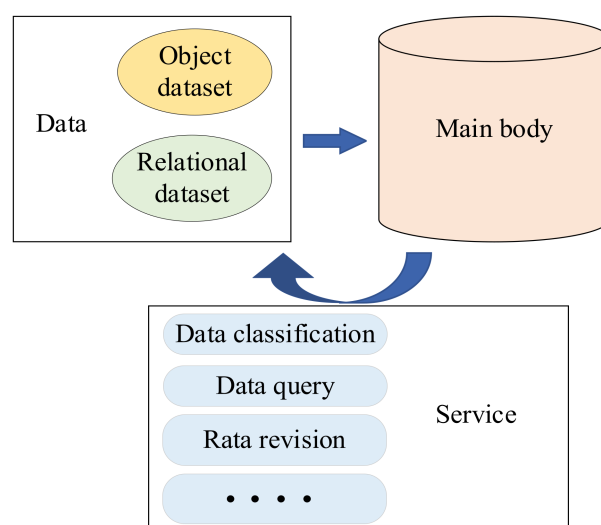 Object
dataset
Data
Relational
dataset
Main body
Data classification
Data query
Rata revision
• • • •
Service